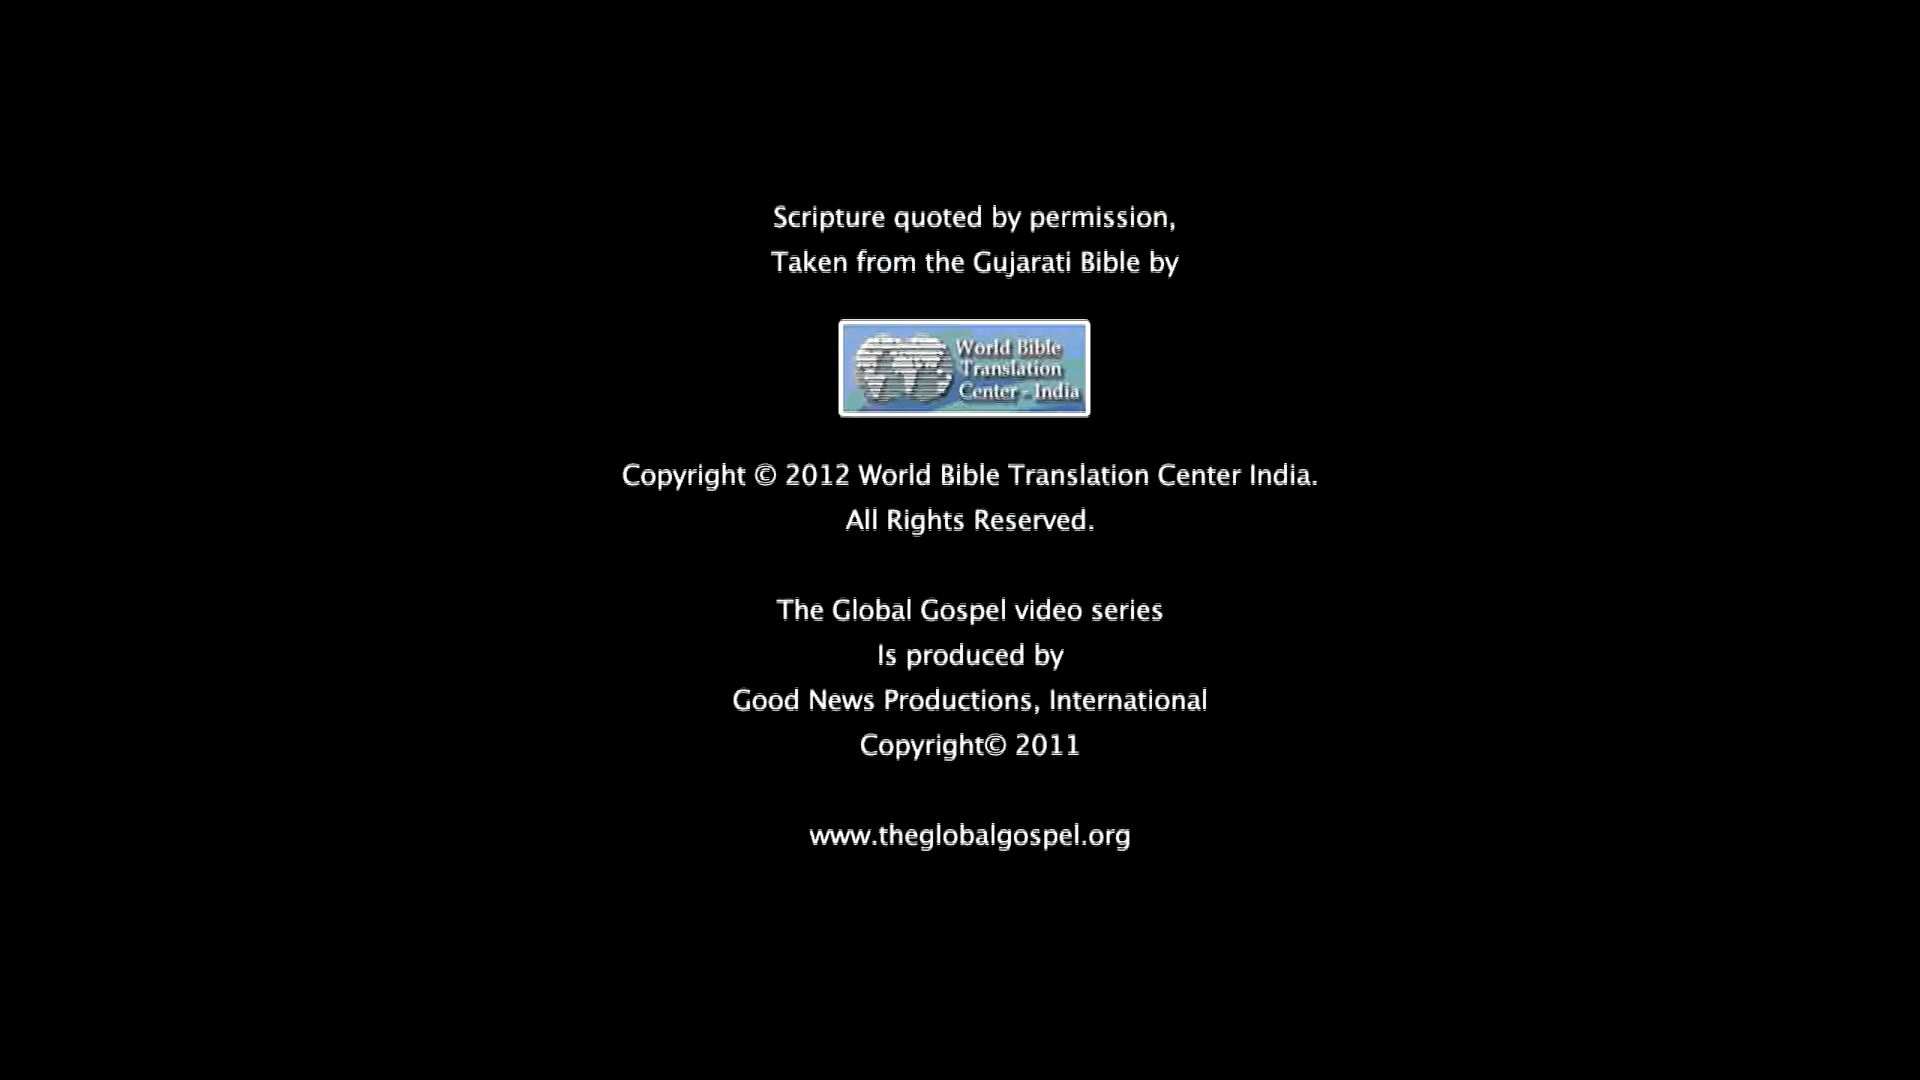 Scripture quoted by permission,
Taken from the Gujarati Bible by
World Bible
Translation
Center - India
Copyright © 2012 World Bible Translation Center India.
All Rights Reserved.
The Global Gospel video series
Is produced by
Good News Productions, International
Copyright© 2011
www.theglobalgospel.org